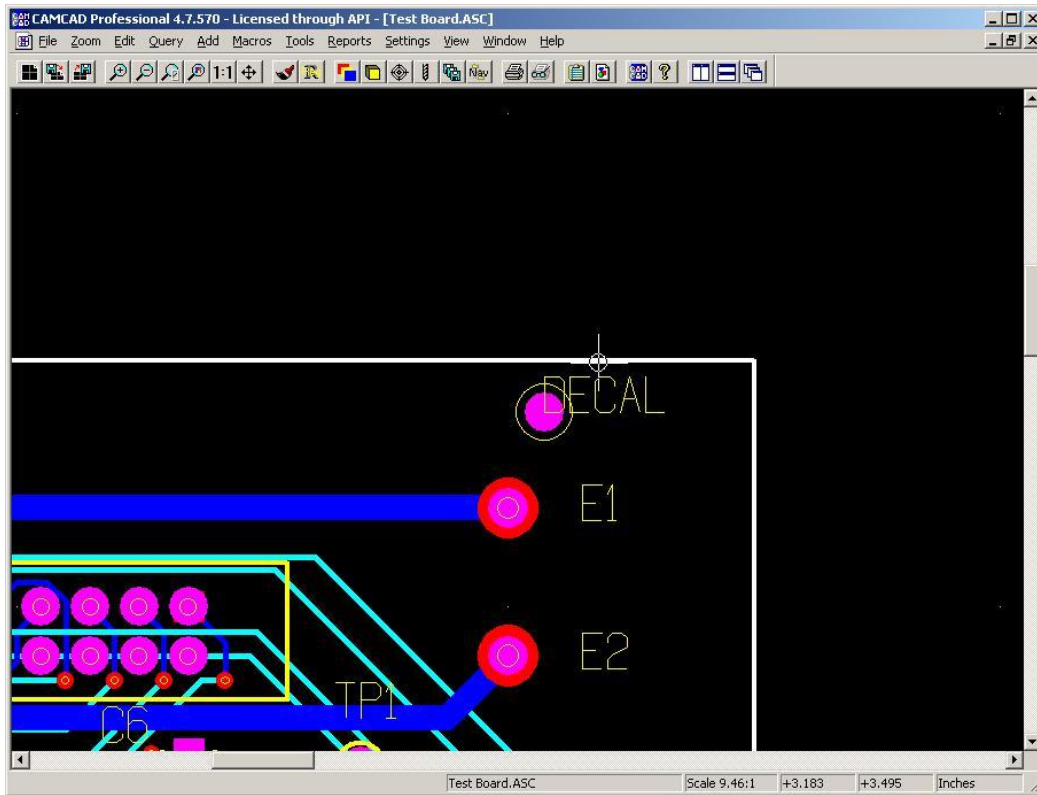 CAMCAD Professional 4.7.570 - Licensed through API - [Test Board.ASC]
File Zoom Edit Query Add Macros Tools Reports Settings View Window Help
1:1 Nav
DECAL
E1
E2
TP1
C6
Test Board.ASC Scale 9.46:1 +3.183 +3.495 Inches